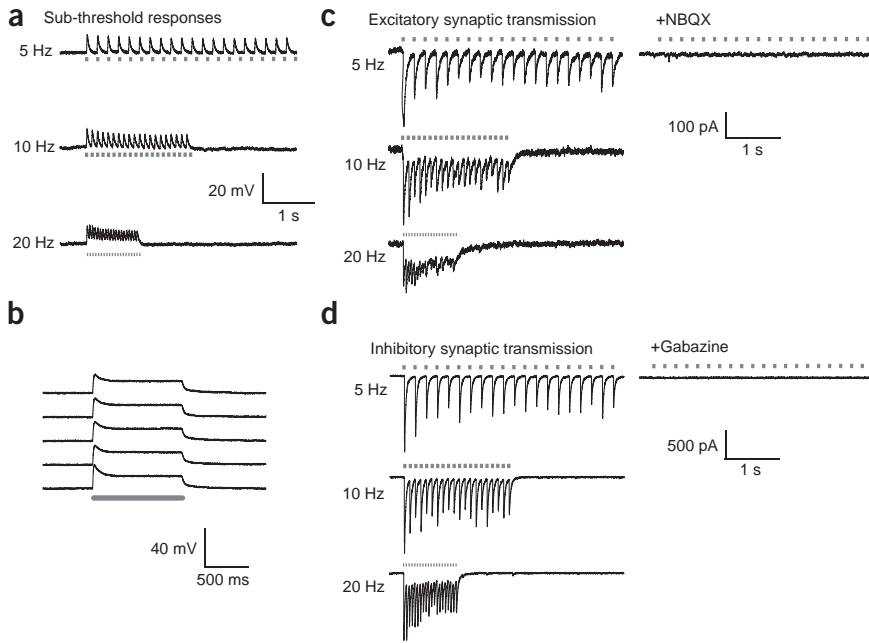 a
Sub-threshold responses
5 Hz
10 Hz
20 mV
1 s
20 Hz
b
40 mV
500 ms
c
Excitatory synaptic transmission
+NBQX
5 Hz
100 pA
1 s
10 Hz
20 Hz
d
Inhibitory synaptic transmission
+Gabazine
5 Hz
500 pA
1 s
10 Hz
20 Hz